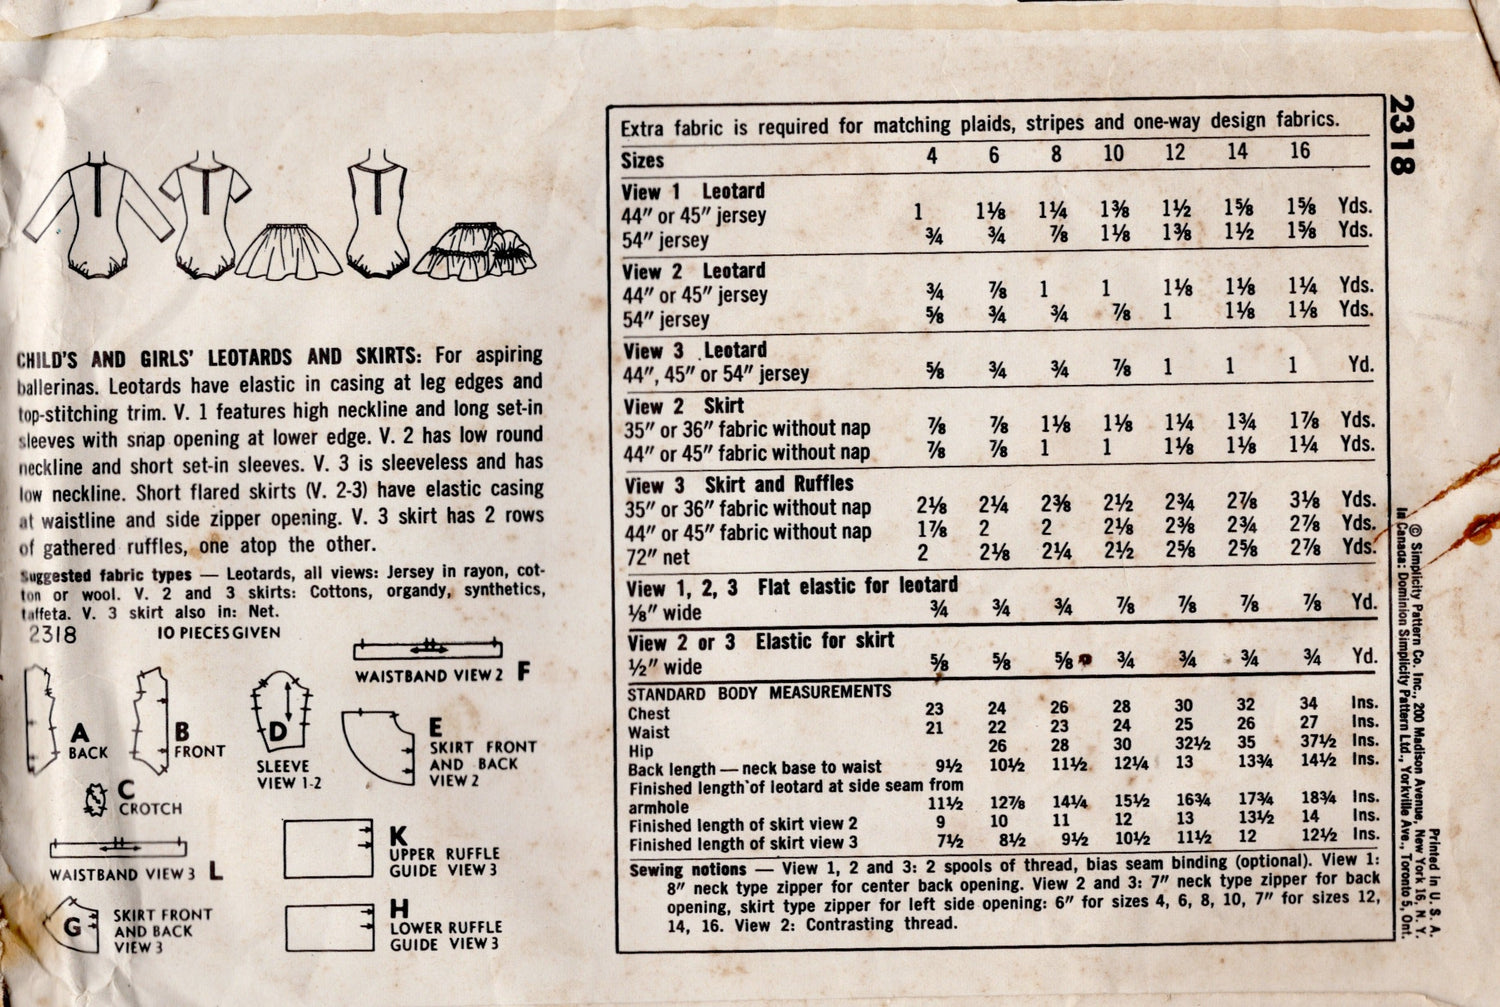 CHILD'S AND GIRLS' LEOTARDS AND SKIRTS: For aspiring
ballerinas. Leotards have elastic in casing at leg edges and
top-stitching trim. V. 1 features high neckline and long set-in
sleeves with snap opening at lower edge. V. 2 has low round
neckline and short set-in sleeves. V. 3 is sleeveless and has
low neckline. Short flared skirts (V. 2-3) have elastic casing
at waistline and side zipper opening. V. 3 skirt has 2 rows
of gathered ruffles, one atop the other.
Suggested fabric types — Leotards, all views: Jersey in rayon, cot-
ton or wool. V. 2 and 3 skirts: Cottons, organdy, synthetics,
taffeta. V. 3 skirt also in: Net.
2318 10 PIECES GIVEN
WAISTBAND VIEW 2 F
A
BACK
B
FRONT
D
SLEEVE
VIEW 1-2
E
SKIRT FRONT
AND BACK
VIEW 2
C
CROTCH
WAISTBAND VIEW 3 L
K
UPPER RUFFLE
GUIDE VIEW 3
G
SKIRT FRONT
AND BACK
VIEW 3
H
LOWER RUFFLE
GUIDE VIEW 3
Extra fabric is required for matching plaids, stripes and one-way design fabrics.
Sizes 4 6 8 10 12 14 16
View 1 Leotard
44" or 45" jersey 1 1⅛ 1¼ 1⅜ 1½ 1⅝ 1⅝ Yds.
54" jersey ¾ ¾ ⅞ 1⅛ 1⅜ 1½ 1⅝ Yds.
View 2 Leotard
44" or 45" jersey ¾ ⅞ 1 1 1⅛ 1⅛ 1¼ Yds.
54" jersey ⅝ ¾ ¾ ⅞ 1 1⅛ 1⅛ Yds.
View 3 Leotard
44", 45" or 54" jersey ⅝ ¾ ¾ ⅞ 1 1 1 Yd.
View 2 Skirt
35" or 36" fabric without nap ⅞ ⅞ 1⅛ 1⅛ 1¼ 1¾ 1⅞ Yds.
44" or 45" fabric without nap ⅞ ⅞ 1 1 1⅛ 1⅛ 1¼ Yds.
View 3 Skirt and Ruffles
35" or 36" fabric without nap 2⅛ 2¼ 2⅜ 2½ 2¾ 2⅞ 3⅛ Yds.
44" or 45" fabric without nap 1⅞ 2 2 2⅛ 2⅜ 2¾ 2⅞ Yds.
72" net 2 2⅛ 2¼ 2½ 2⅝ 2⅝ 2⅞ Yds.
View 1, 2, 3 Flat elastic for leotard
⅛" wide ¾ ¾ ¾ ⅞ ⅞ ⅞ ⅞ Yd.
View 2 or 3 Elastic for skirt
½" wide ⅝ ⅝ ⅝ ¾ ¾ ¾ ¾ Yd.
STANDARD BODY MEASUREMENTS
Chest 23 24 26 28 30 32 34 Ins.
Waist 21 22 23 24 25 26 27 Ins.
Hip 26 28 30 32½ 35 37½ Ins.
Back length — neck base to waist 9½ 10½ 11½ 12¼ 13 13¾ 14½ Ins.
Finished length of leotard at side seam from
armhole 11½ 12⅞ 14¼ 15½ 16¾ 17¾ 18¾ Ins.
Finished length of skirt view 2 9 10 11 12 13 13½ 14 Ins.
Finished length of skirt view 3 7½ 8½ 9½ 10½ 11½ 12 12½ Ins.
Sewing notions — View 1, 2 and 3: 2 spools of thread, bias seam binding (optional). View 1:
8" neck type zipper for center back opening. View 2 and 3: 7" neck type zipper for back
opening, skirt type zipper for left side opening: 6" for sizes 4, 6, 8, 10, 7" for sizes 12,
14, 16. View 2: Contrasting thread.
2318
Printed in U. S. A.
© Simplicity Pattern Co. Inc., 200 Madison Avenue, New York 16, N. Y.
In Canada: Dominion Simplicity Pattern Ltd., Yorkville Ave., Toronto 5, Ont.